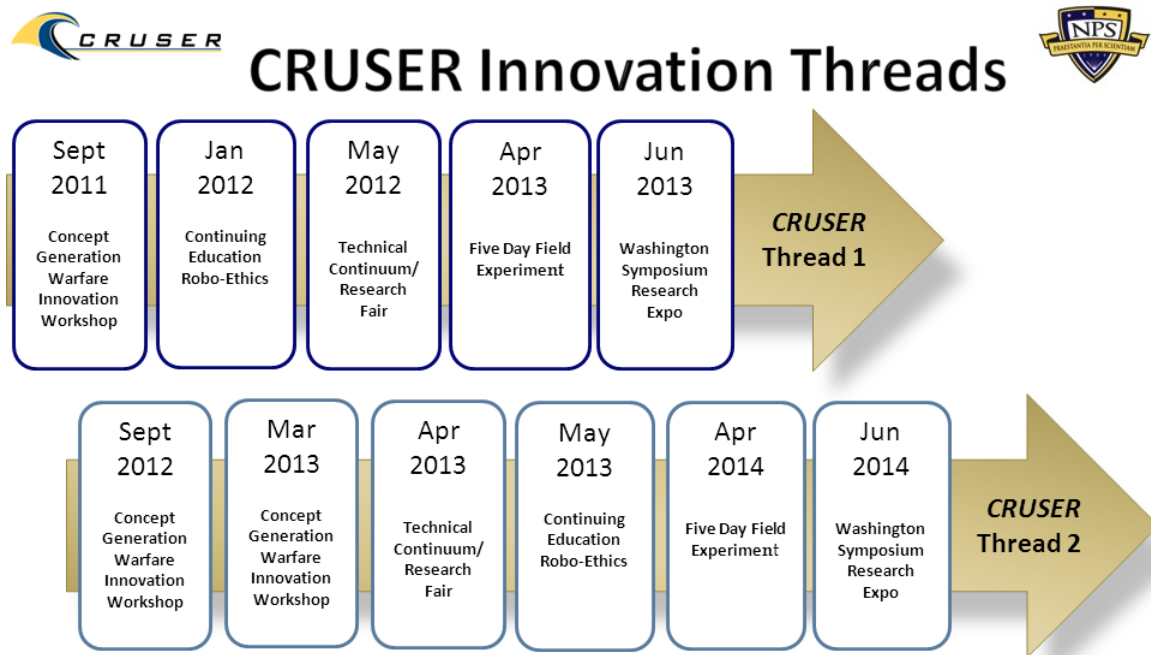 CRUSER
NPS
PRAESTANTIA PER SCIENTIAM
CRUSER Innovation Threads
Sept
2011
Concept
Generation
Warfare
Innovation
Workshop
Jan
2012
Continuing
Education
Robo-Ethics
May
2012
Technical
Continuum/
Research
Fair
Apr
2013
Five Day Field
Experiment
Jun
2013
Washington
Symposium
Research
Expo
CRUSER
Thread 1
Sept
2012
Concept
Generation
Warfare
Innovation
Workshop
Mar
2013
Concept
Generation
Warfare
Innovation
Workshop
Apr
2013
Technical
Continuum/
Research
Fair
May
2013
Continuing
Education
Robo-Ethics
Apr
2014
Five Day Field
Experiment
Jun
2014
Washington
Symposium
Research
Expo
CRUSER
Thread 2